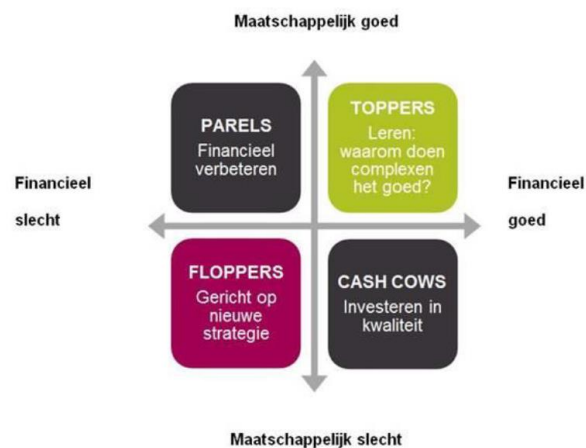 Maatschappelijk goed
PARELS
Financieel
verbeteren
TOPPERS
Leren:
waarom doen
complexen
het goed?
Financieel
slecht
Financieel
goed
FLOPPERS
Gericht op
nieuwe
strategie
CASH COWS
Investeren in
kwaliteit
Maatschappelijk slecht